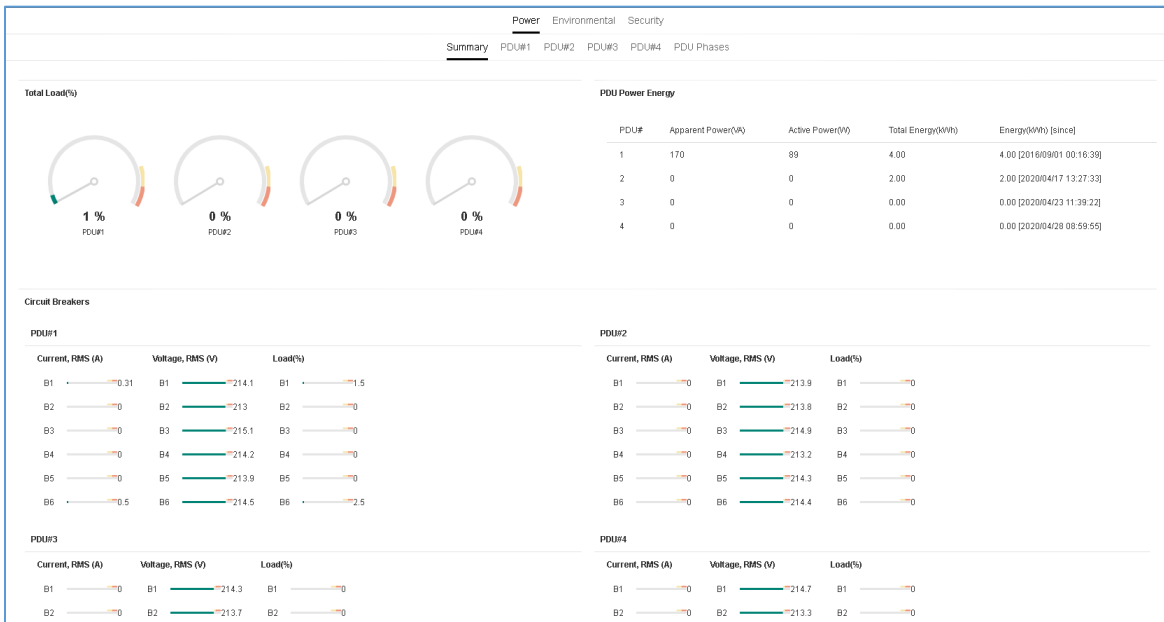 Power Environmental Security
Summary PDU#1 PDU#2 PDU#3 PDU#4 PDU Phases
Total Load(%)
1 % 0 % 0 % 0 %
PDU#1 PDU#2 PDU#3 PDU#4
PDU Power Energy
PDU# Apparent Power(VA) Active Power(W) Total Energy(kWh) Energy(kWh) [since]
1 170 89 4.00 4.00 [2016/09/01 00:16:39]
2 0 0 2.00 2.00 [2020/04/17 13:27:33]
3 0 0 0.00 0.00 [2020/04/23 11:39:22]
4 0 0 0.00 0.00 [2020/04/28 08:59:55]
Circuit Breakers
PDU#1
Current, RMS (A) Voltage, RMS (V) Load(%)
B1 0.31 B1 214.1 B1 1.5
B2 0 B2 213 B2 0
B3 0 B3 215.1 B3 0
B4 0 B4 214.2 B4 0
B5 0 B5 213.9 B5 0
B6 0.5 B6 214.5 B6 2.5
PDU#2
Current, RMS (A) Voltage, RMS (V) Load(%)
B1 0 B1 213.9 B1 0
B2 0 B2 213.8 B2 0
B3 0 B3 214.9 B3 0
B4 0 B4 213.2 B4 0
B5 0 B5 214.3 B5 0
B6 0 B6 214.4 B6 0
PDU#3
Current, RMS (A) Voltage, RMS (V) Load(%)
B1 0 B1 214.3 B1 0
B2 0 B2 213.7 B2 0
PDU#4
Current, RMS (A) Voltage, RMS (V) Load(%)
B1 0 B1 214.7 B1 0
B2 0 B2 213.3 B2 0